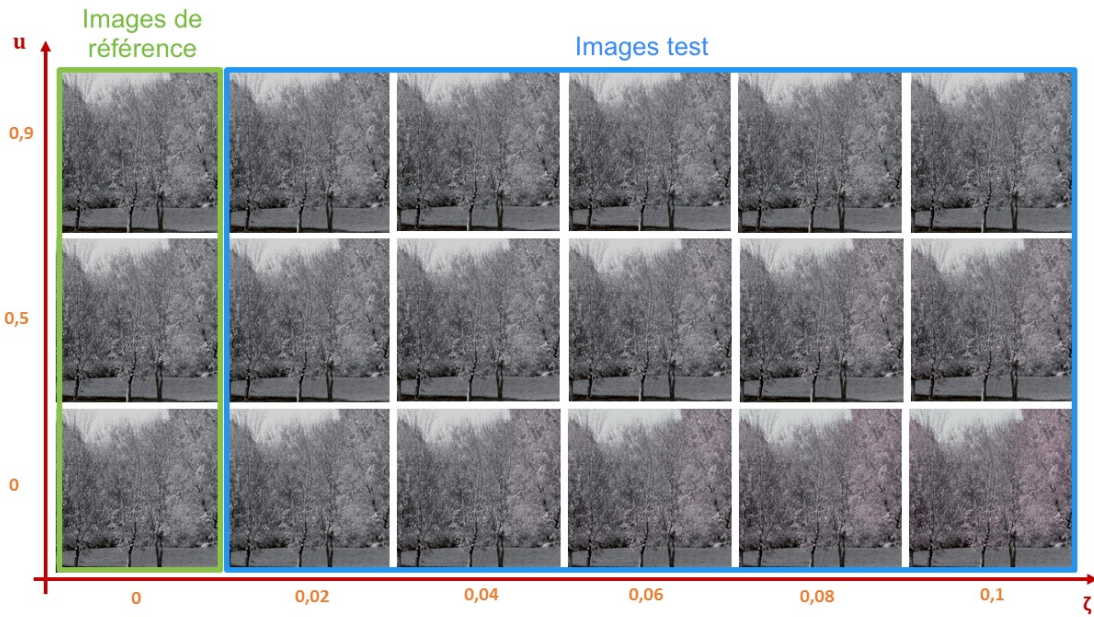 Images de
référence
u
Images test
0,9
0,5
0
0
0,02
0,04
0,06
0,08
0,1
ζ